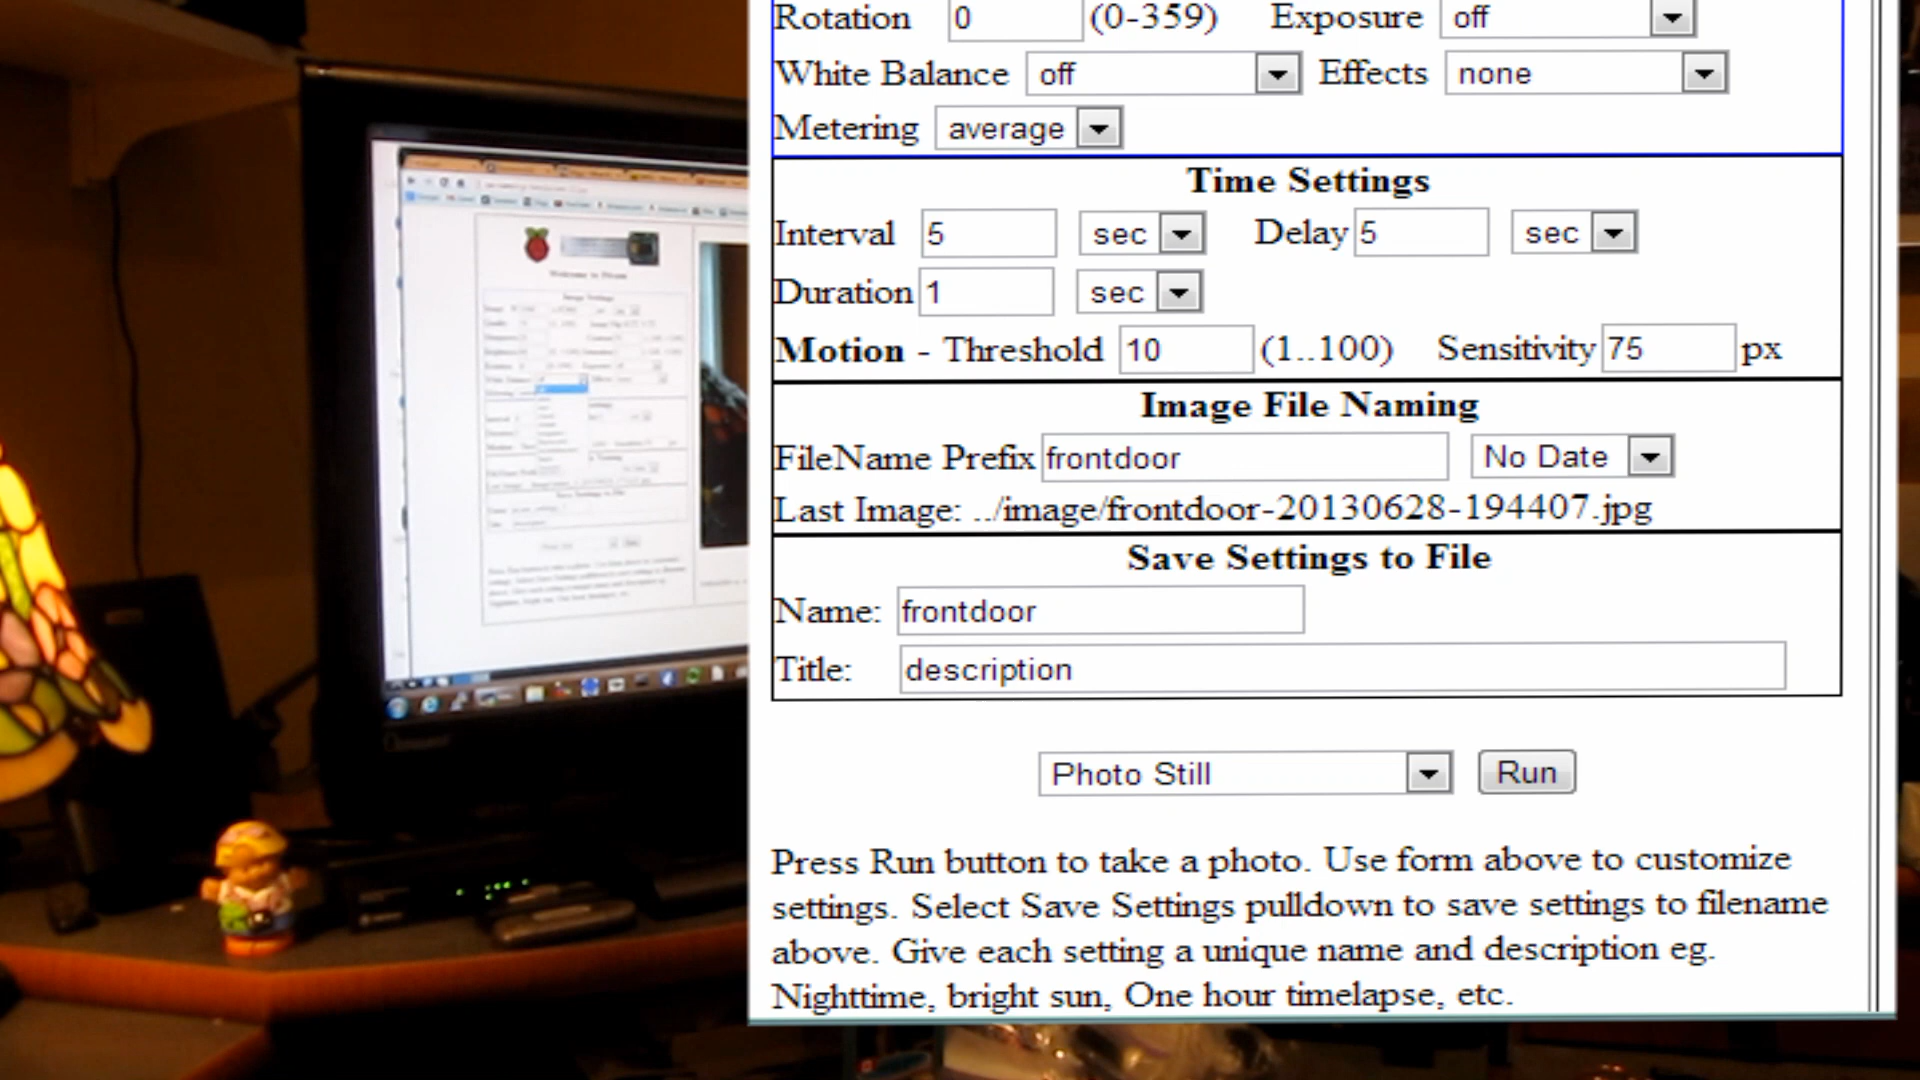 Rotation 0 (0-359) Exposure off
White Balance off Effects none
Metering average
Time Settings
Interval 5 sec Delay 5 sec
Duration 1 sec
Motion - Threshold 10 (1..100) Sensitivity 75 px
Image File Naming
FileName Prefix frontdoor No Date
Last Image: ../image/frontdoor-20130628-194407.jpg
Save Settings to File
Name: frontdoor
Title: description
Photo Still Run
Press Run button to take a photo. Use form above to customize
settings. Select Save Settings pulldown to save settings to filename
above. Give each setting a unique name and description eg.
Nighttime, bright sun, One hour timelapse, etc.